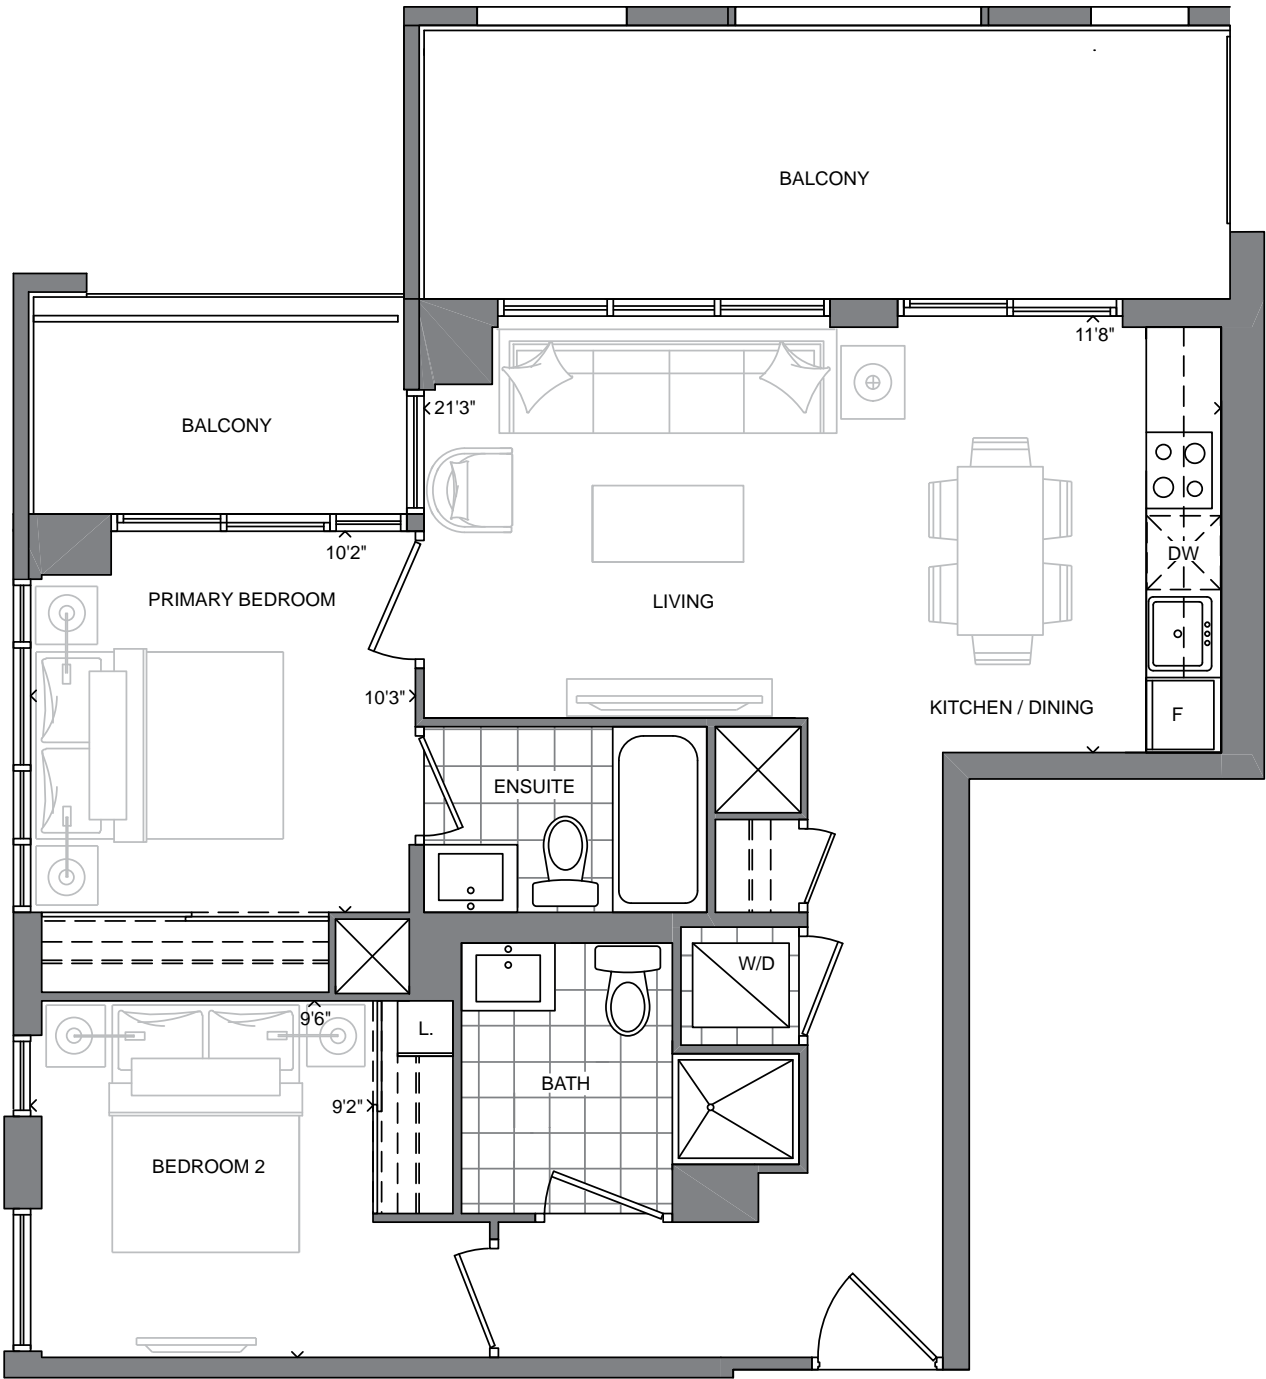 BALCONY
11'8"
21'3"
BALCONY
10'2"
DW
PRIMARY BEDROOM
LIVING
10'3"
KITCHEN / DINING
F
ENSUITE
W/D
9'6"
L.
BATH
9'2"
BEDROOM 2